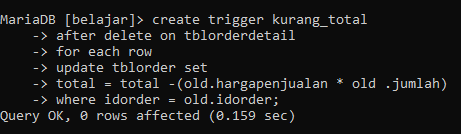 MariaDB [belajar]> create trigger kurang_total
-> after delete on tblorderdetail
-> for each row
-> update tblorder set
-> total = total -(old.hargapenjualan * old .jumlah)
-> where idorder = old.idorder;
Query OK, 0 rows affected (0.159 sec)